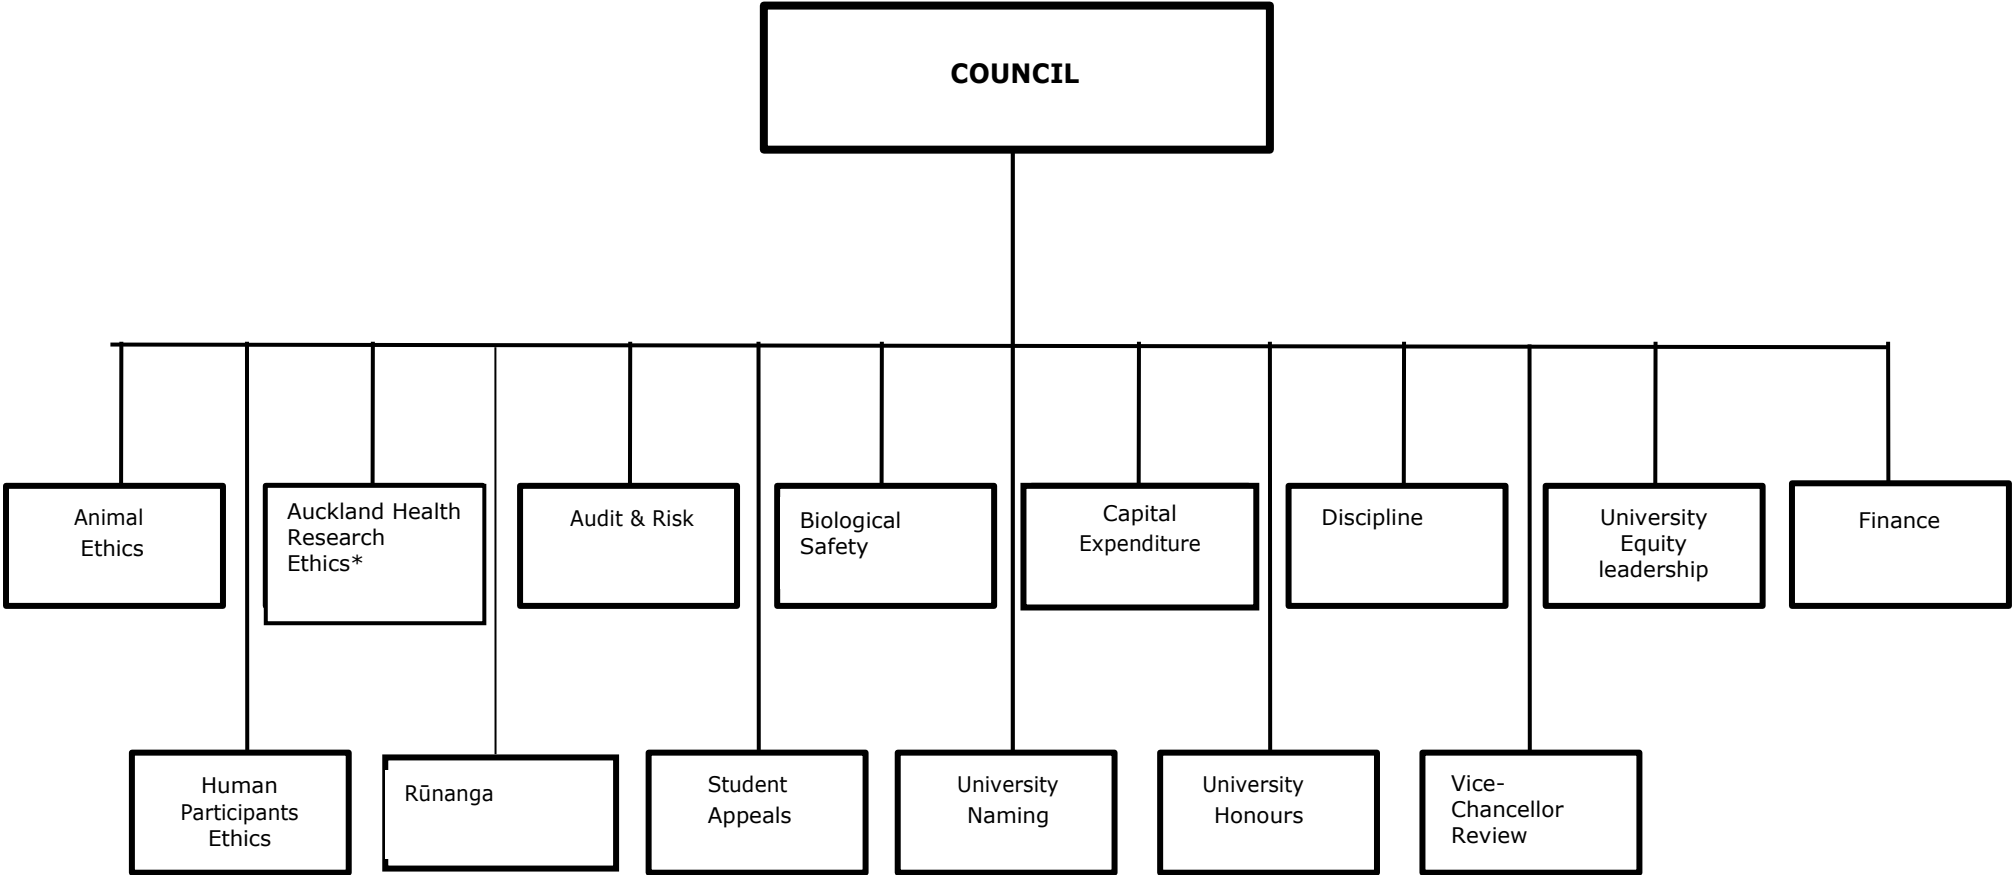 COUNCIL
Animal
Ethics
Auckland Health
Research
Ethics*
Audit & Risk
Biological
Safety
Capital
Expenditure
Discipline
University
Equity
leadership
Finance
Human
Participants
Ethics
Rūnanga
Student
Appeals
University
Naming
University
Honours
Vice-
Chancellor
Review